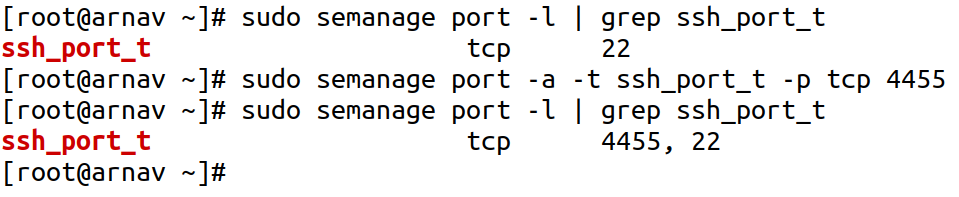 [root@arnav ~]# sudo semanage port -l | grep ssh_port_t
ssh_port_t                     tcp      22
[root@arnav ~]# sudo semanage port -a -t ssh_port_t -p tcp 4455
[root@arnav ~]# sudo semanage port -l | grep ssh_port_t
ssh_port_t                     tcp      4455, 22
[root@arnav ~]#